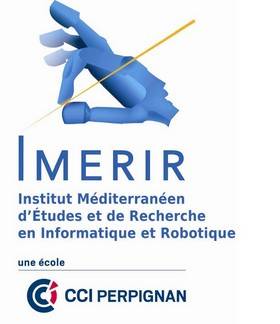 IMERIR
Institut Méditerranéen
d'Études et de Recherche
en Informatique et Robotique
une école
CCI PERPIGNAN